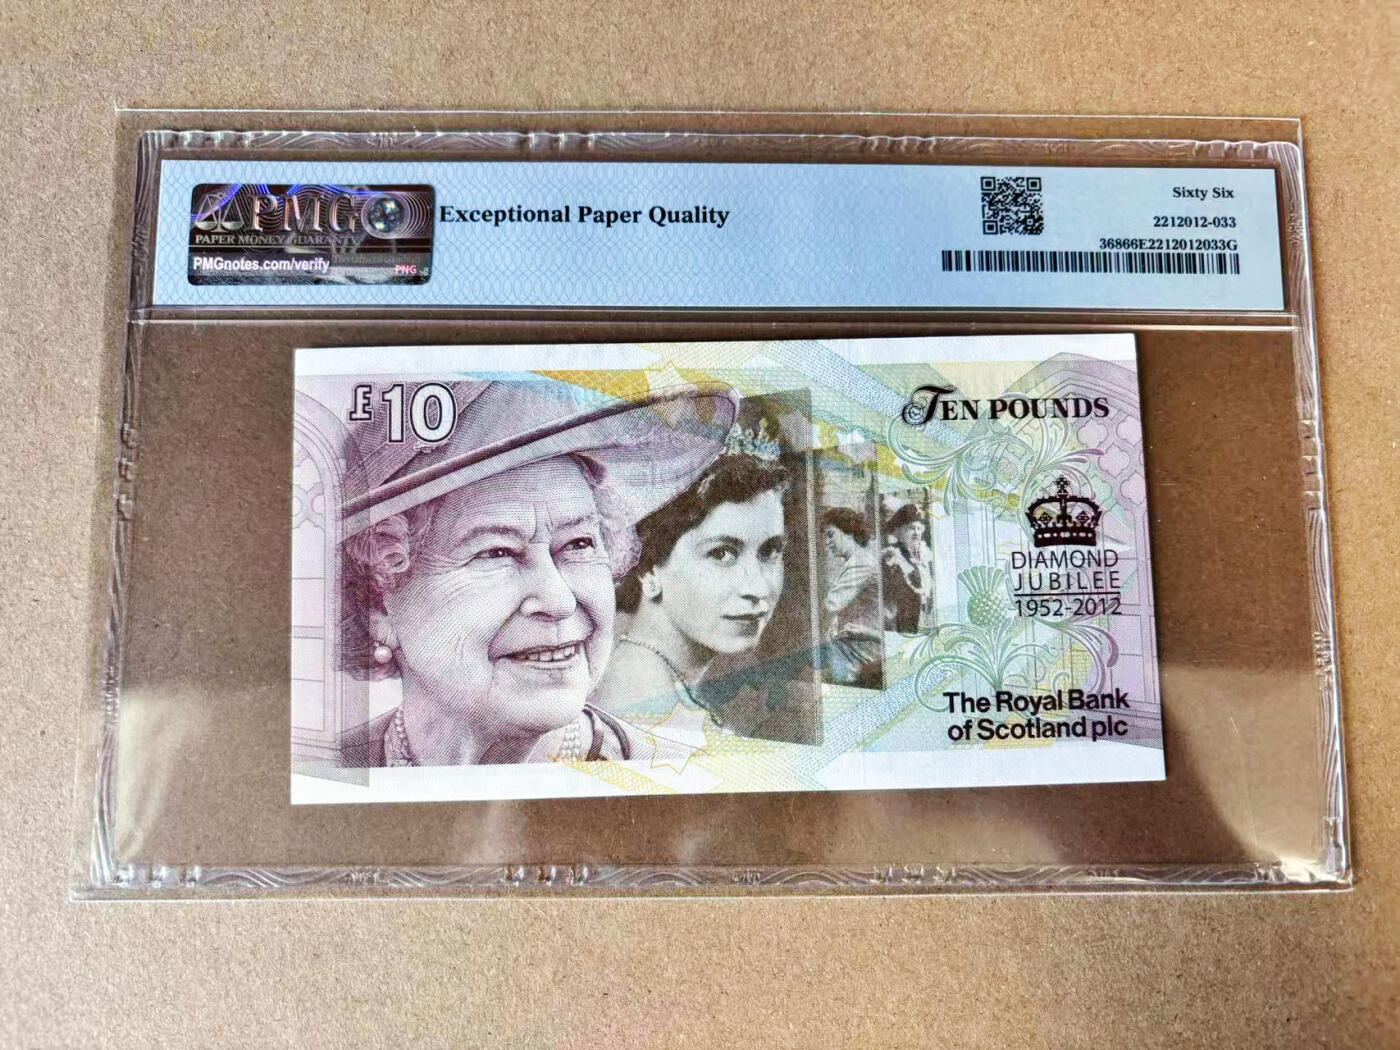 PMG
PAPER MONEY GUARANTY
PMGnotes.com/verify
PNG
Exceptional Paper Quality
Sixty Six
2212012-033
36866E2212012033G
£10
TEN POUNDS
DIAMOND
JUBILEE
1952-2012
The Royal Bank
of Scotland plc